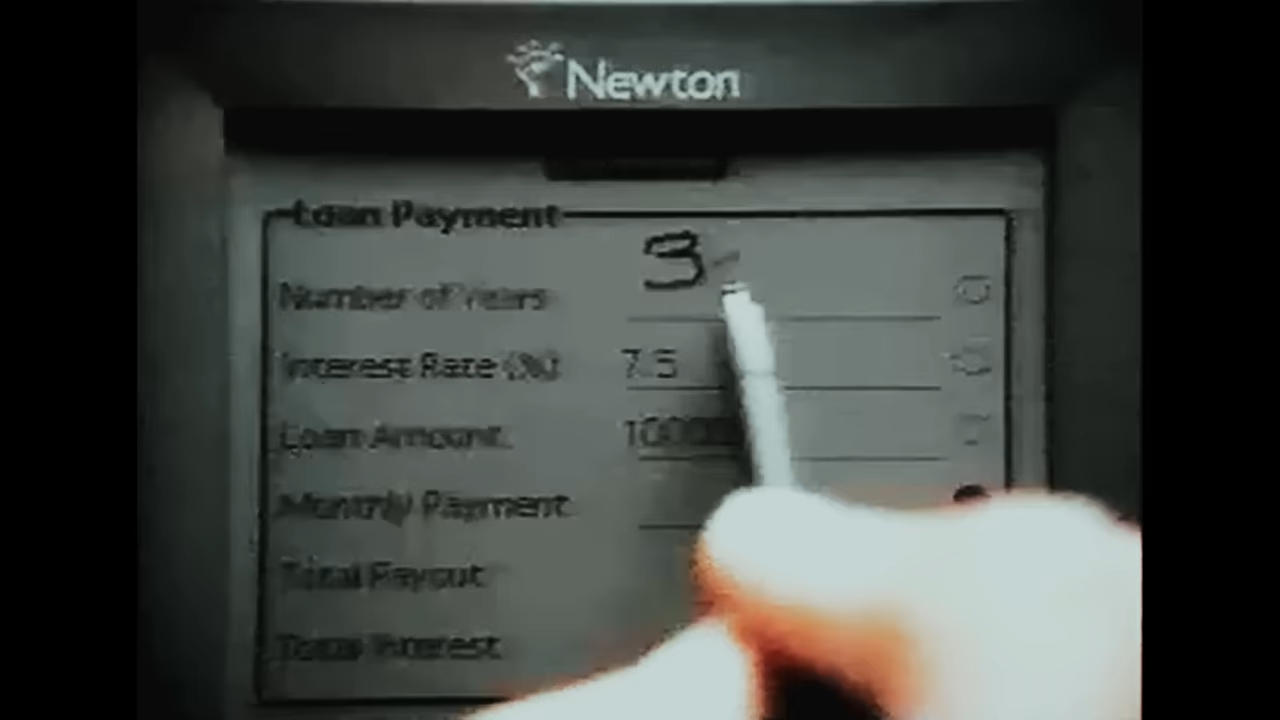 Newton
Loan Payment
Number of Years 3
Interest Rate (%) 7.5
Loan Amount
Monthly Payment
Total Payout
Total Interest